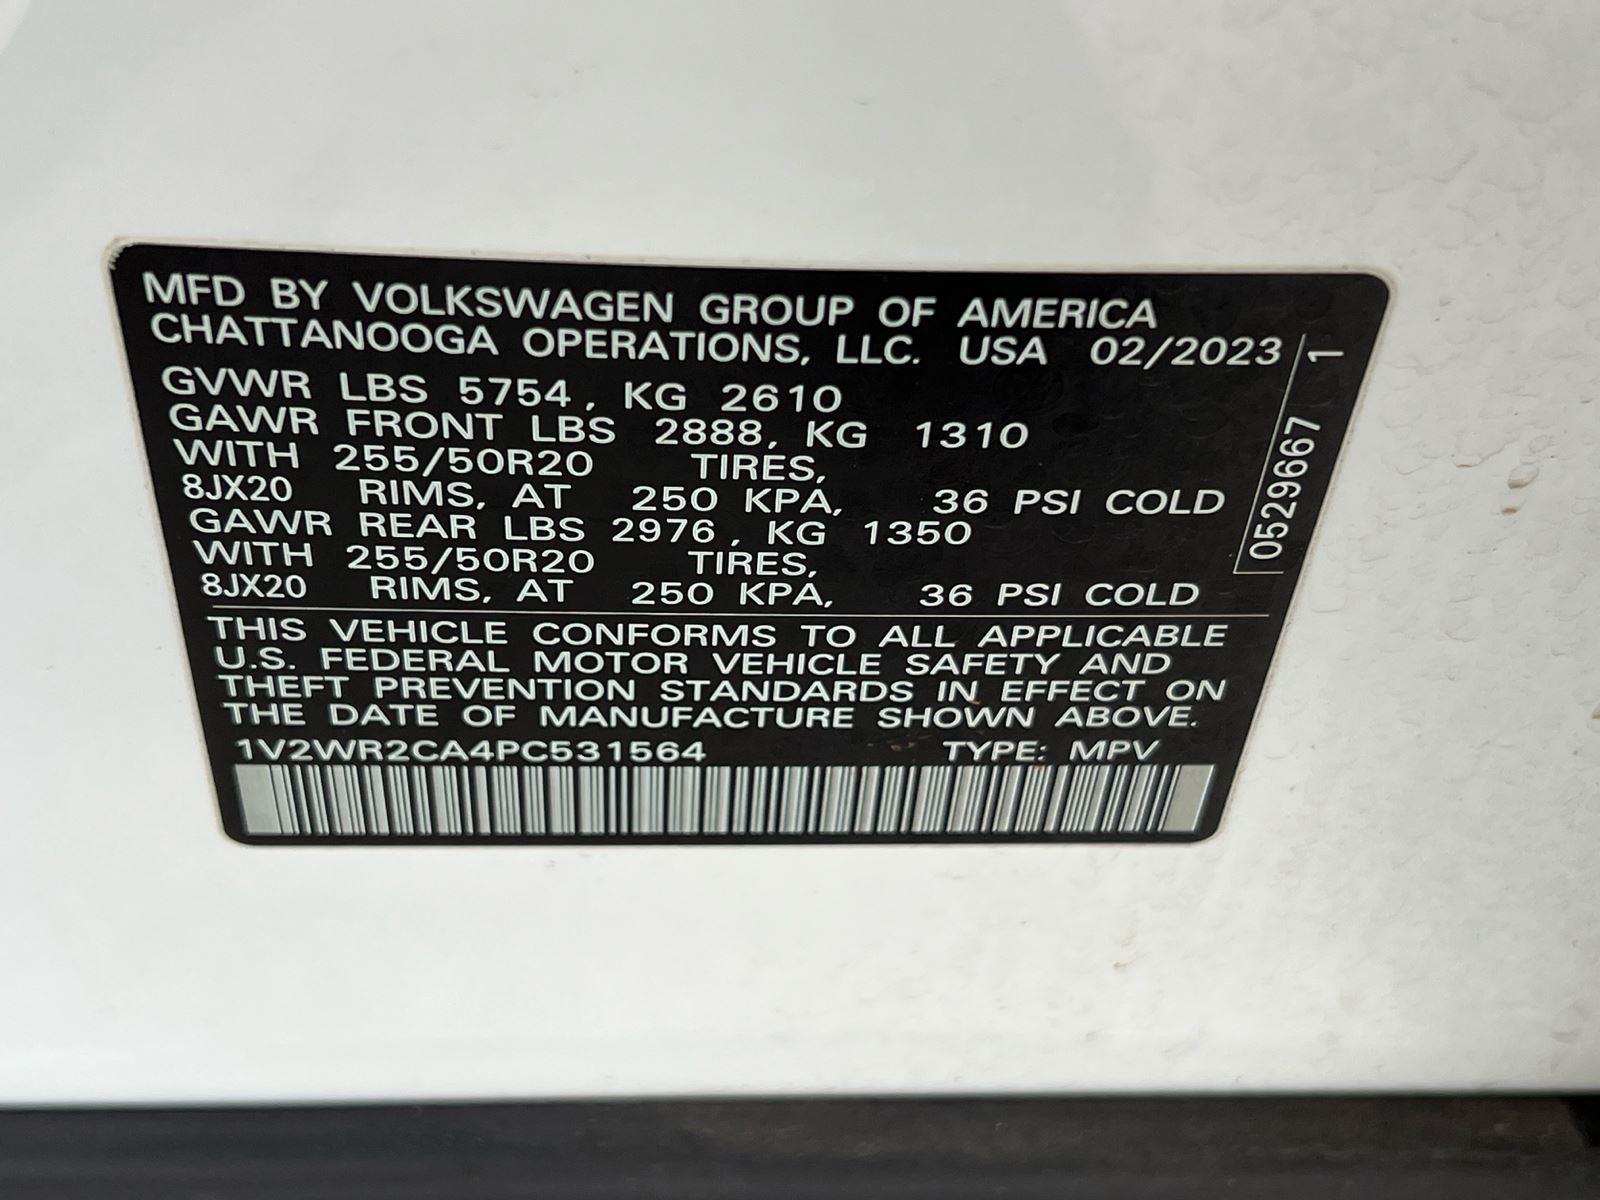 MFD BY VOLKSWAGEN GROUP OF AMERICA
CHATTANOOGA OPERATIONS, LLC. USA 02/2023
GVWR LBS 5754, KG 2610
GAWR FRONT LBS 2888, KG 1310
WITH 255/50R20 TIRES,
8JX20 RIMS, AT 250 KPA, 36 PSI COLD
GAWR REAR LBS 2976, KG 1350
WITH 255/50R20 TIRES,
8JX20 RIMS, AT 250 KPA, 36 PSI COLD
0529667 1
THIS VEHICLE CONFORMS TO ALL APPLICABLE
U.S. FEDERAL MOTOR VEHICLE SAFETY AND
THEFT PREVENTION STANDARDS IN EFFECT ON
THE DATE OF MANUFACTURE SHOWN ABOVE.
1V2WR2CA4PC531564 TYPE: MPV